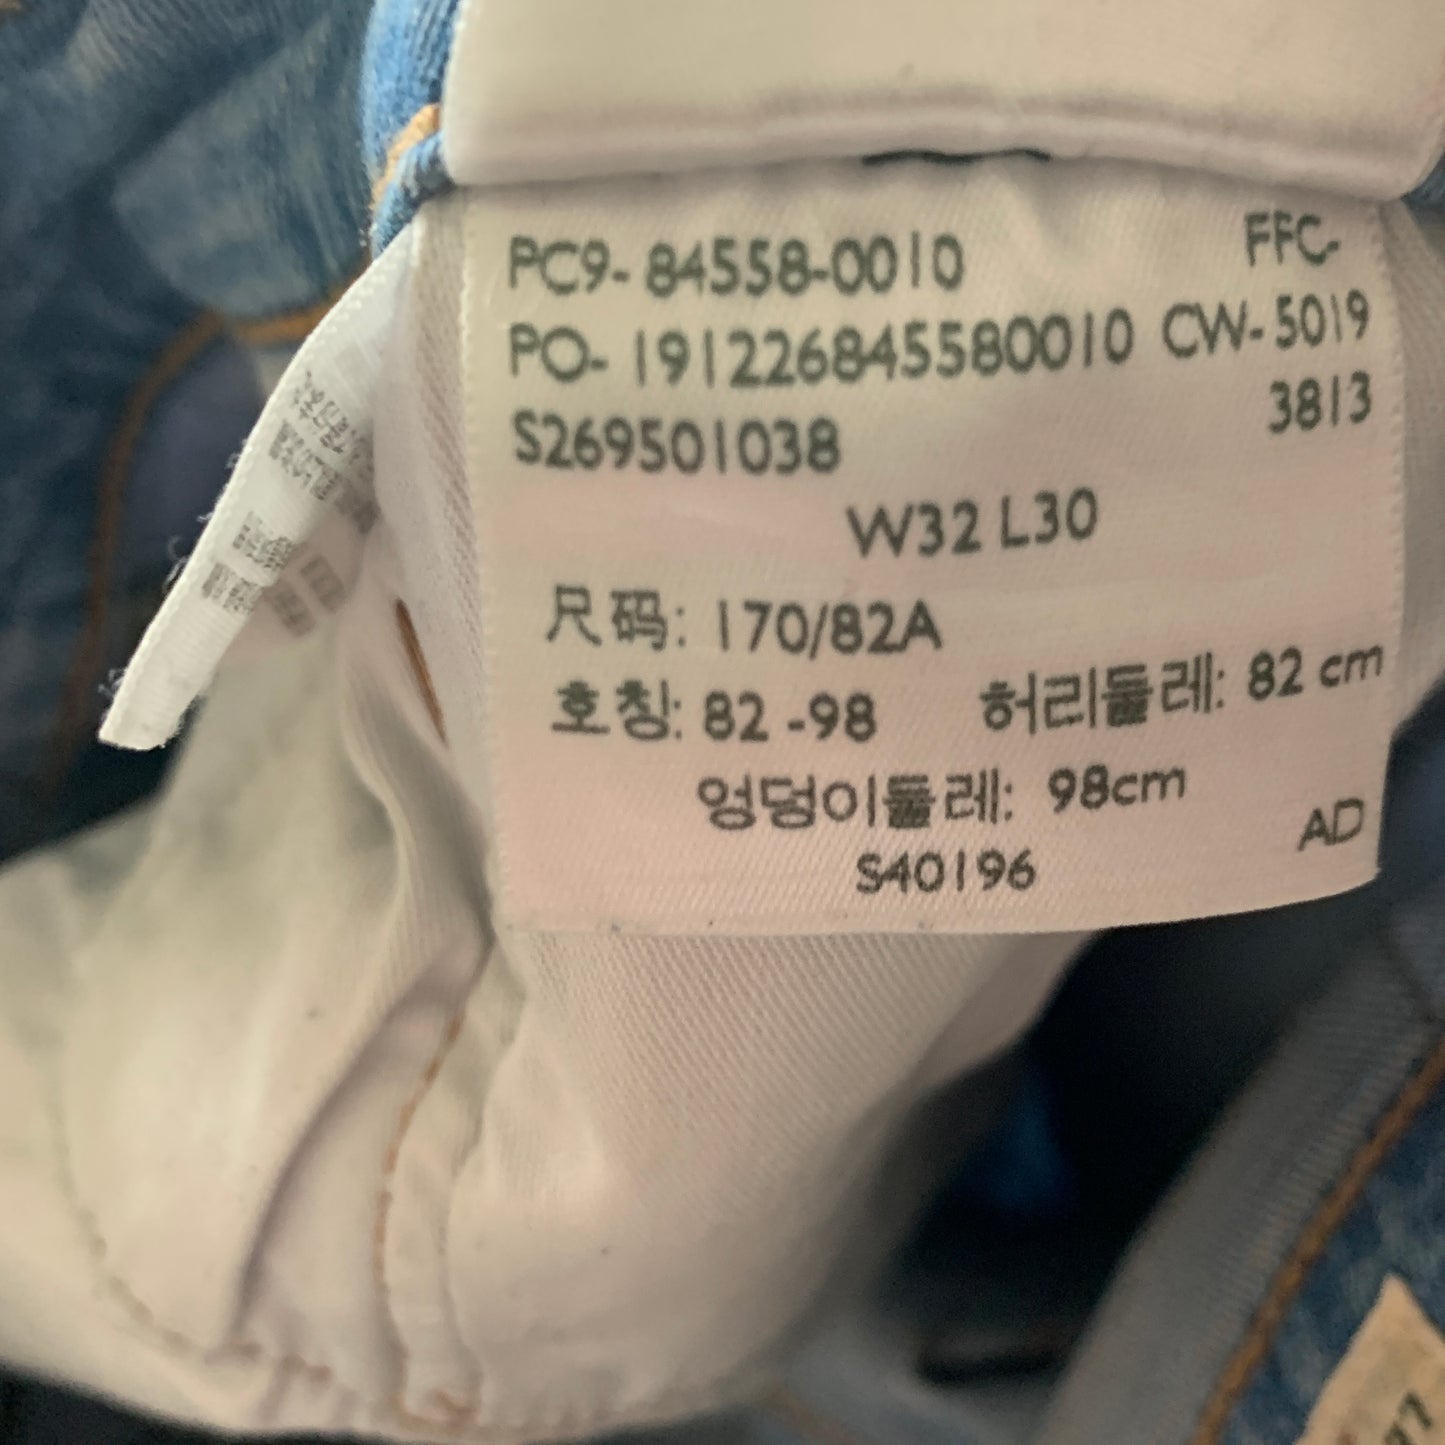 PC9- 84558-0010 FFC-
PO- 191226845580010 CW- 5019
S269501038 3813
W32 L30
尺码: 170/82A
호칭: 82 -98 허리둘레: 82 cm
엉덩이둘레: 98cm
S40196 AD